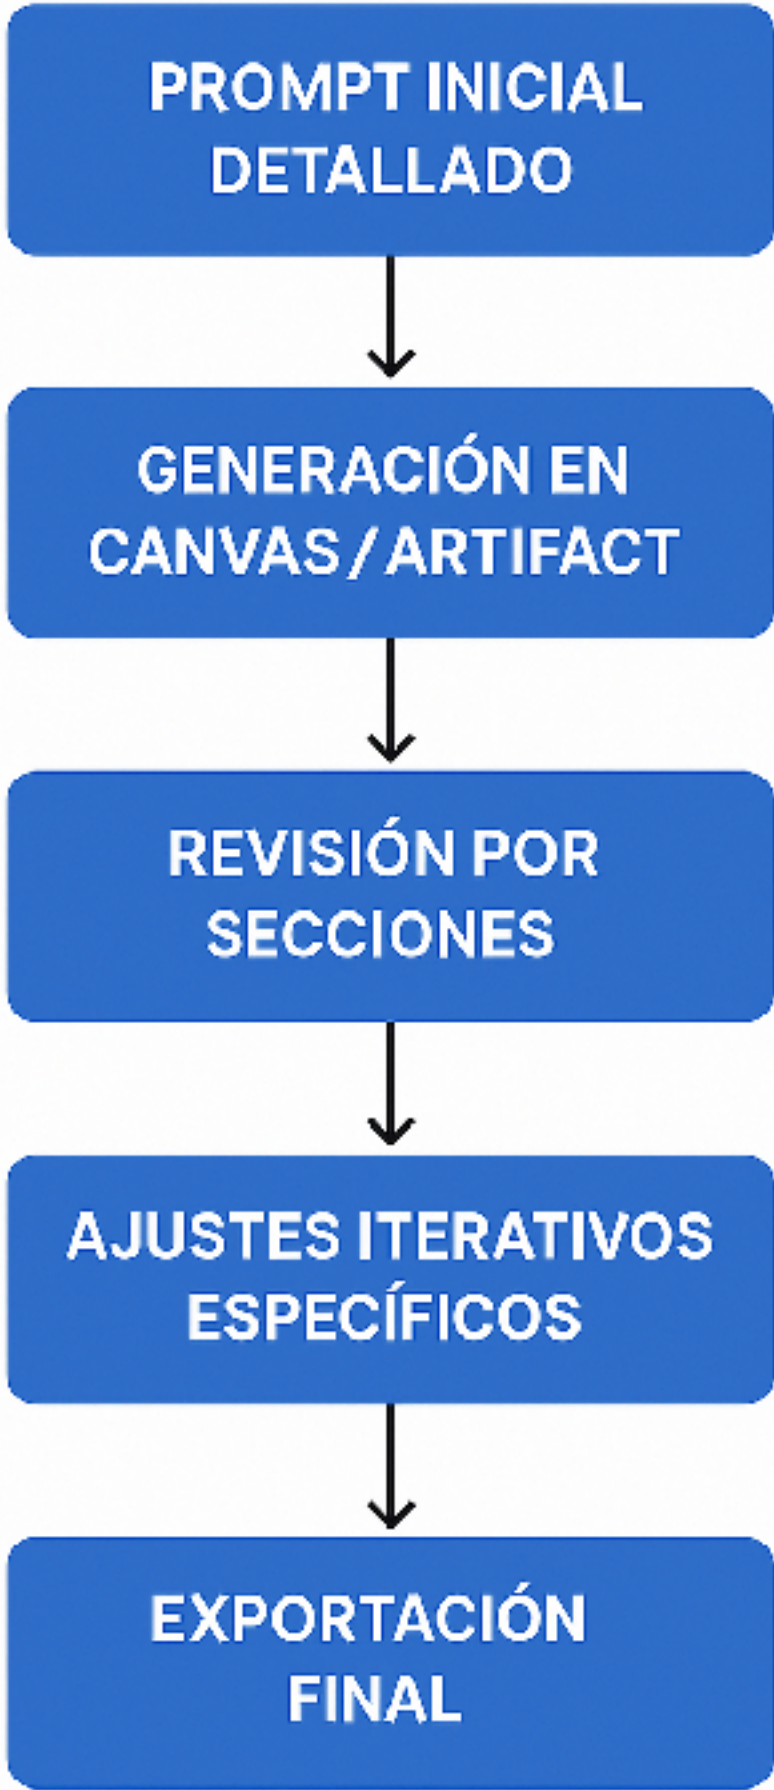 PROMPT INICIAL
DETALLADO
GENERACIÓN EN
CANVAS / ARTIFACT
REVISIÓN POR
SECCIONES
AJUSTES ITERATIVOS
ESPECÍFICOS
EXPORTACIÓN
FINAL